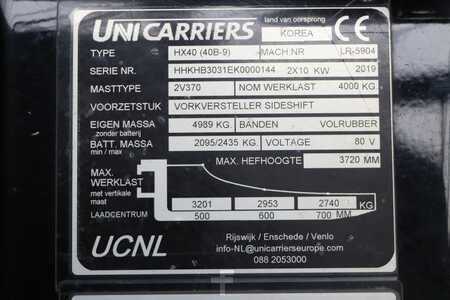 UNICARRIERS land van oorsprong KOREA CE
TYPE HX40 (40B-9) MACH.NR LR-5904
SERIE NR. HHKHB3031EK0000144 2X10 KW 2019
MASTTYPE 2V370 NOM WERKLAST 4000 KG.
VOORZETSTUK VORKVERSTELLER SIDESHIFT
EIGEN MASSA 4989 KG. BANDEN VOLRUBBER
zonder batterij
BATT. MASSA 2095/2435 KG. VOLTAGE 80 V
min / max
MAX. HEFHOOGTE 3720 MM
MAX.
WERKLAST
met vertikale
mast 3201 2953 2740 KG
LAADCENTRUM 500 600 700 MM
UCNL
Rijswijk / Enschede / Venlo
info-NL@unicarrierseurope.com
088 2053000